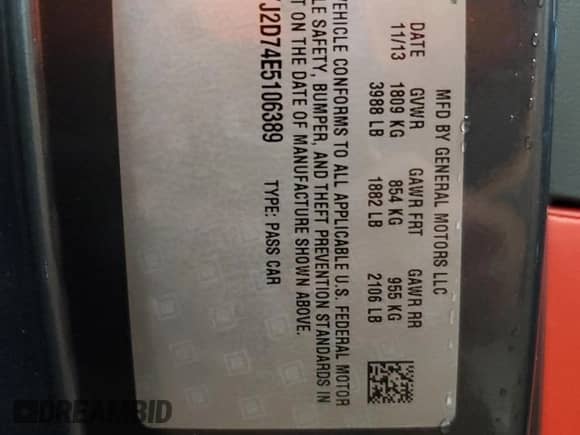 MFD BY GENERAL MOTORS LLC
DATE GVWR GAWR FRT GAWR RR
11/13 1809 KG 854 KG 955 KG
3988 LB 1882 LB 2106 LB
VEHICLE CONFORMS TO ALL APPLICABLE U.S. FEDERAL MOTOR
LE SAFETY, BUMPER, AND THEFT PREVENTION STANDARDS IN
T ON THE DATE OF MANUFACTURE SHOWN ABOVE.
J2D74E5106389 TYPE: PASS CAR
DREAMBID